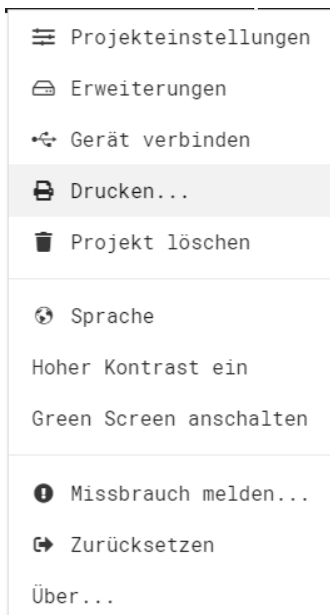 Projekteinstellungen
Erweiterungen
Gerät verbinden
Drucken...
Projekt löschen
Sprache
Hoher Kontrast ein
Green Screen anschalten
Missbrauch melden...
Zurücksetzen
Über...